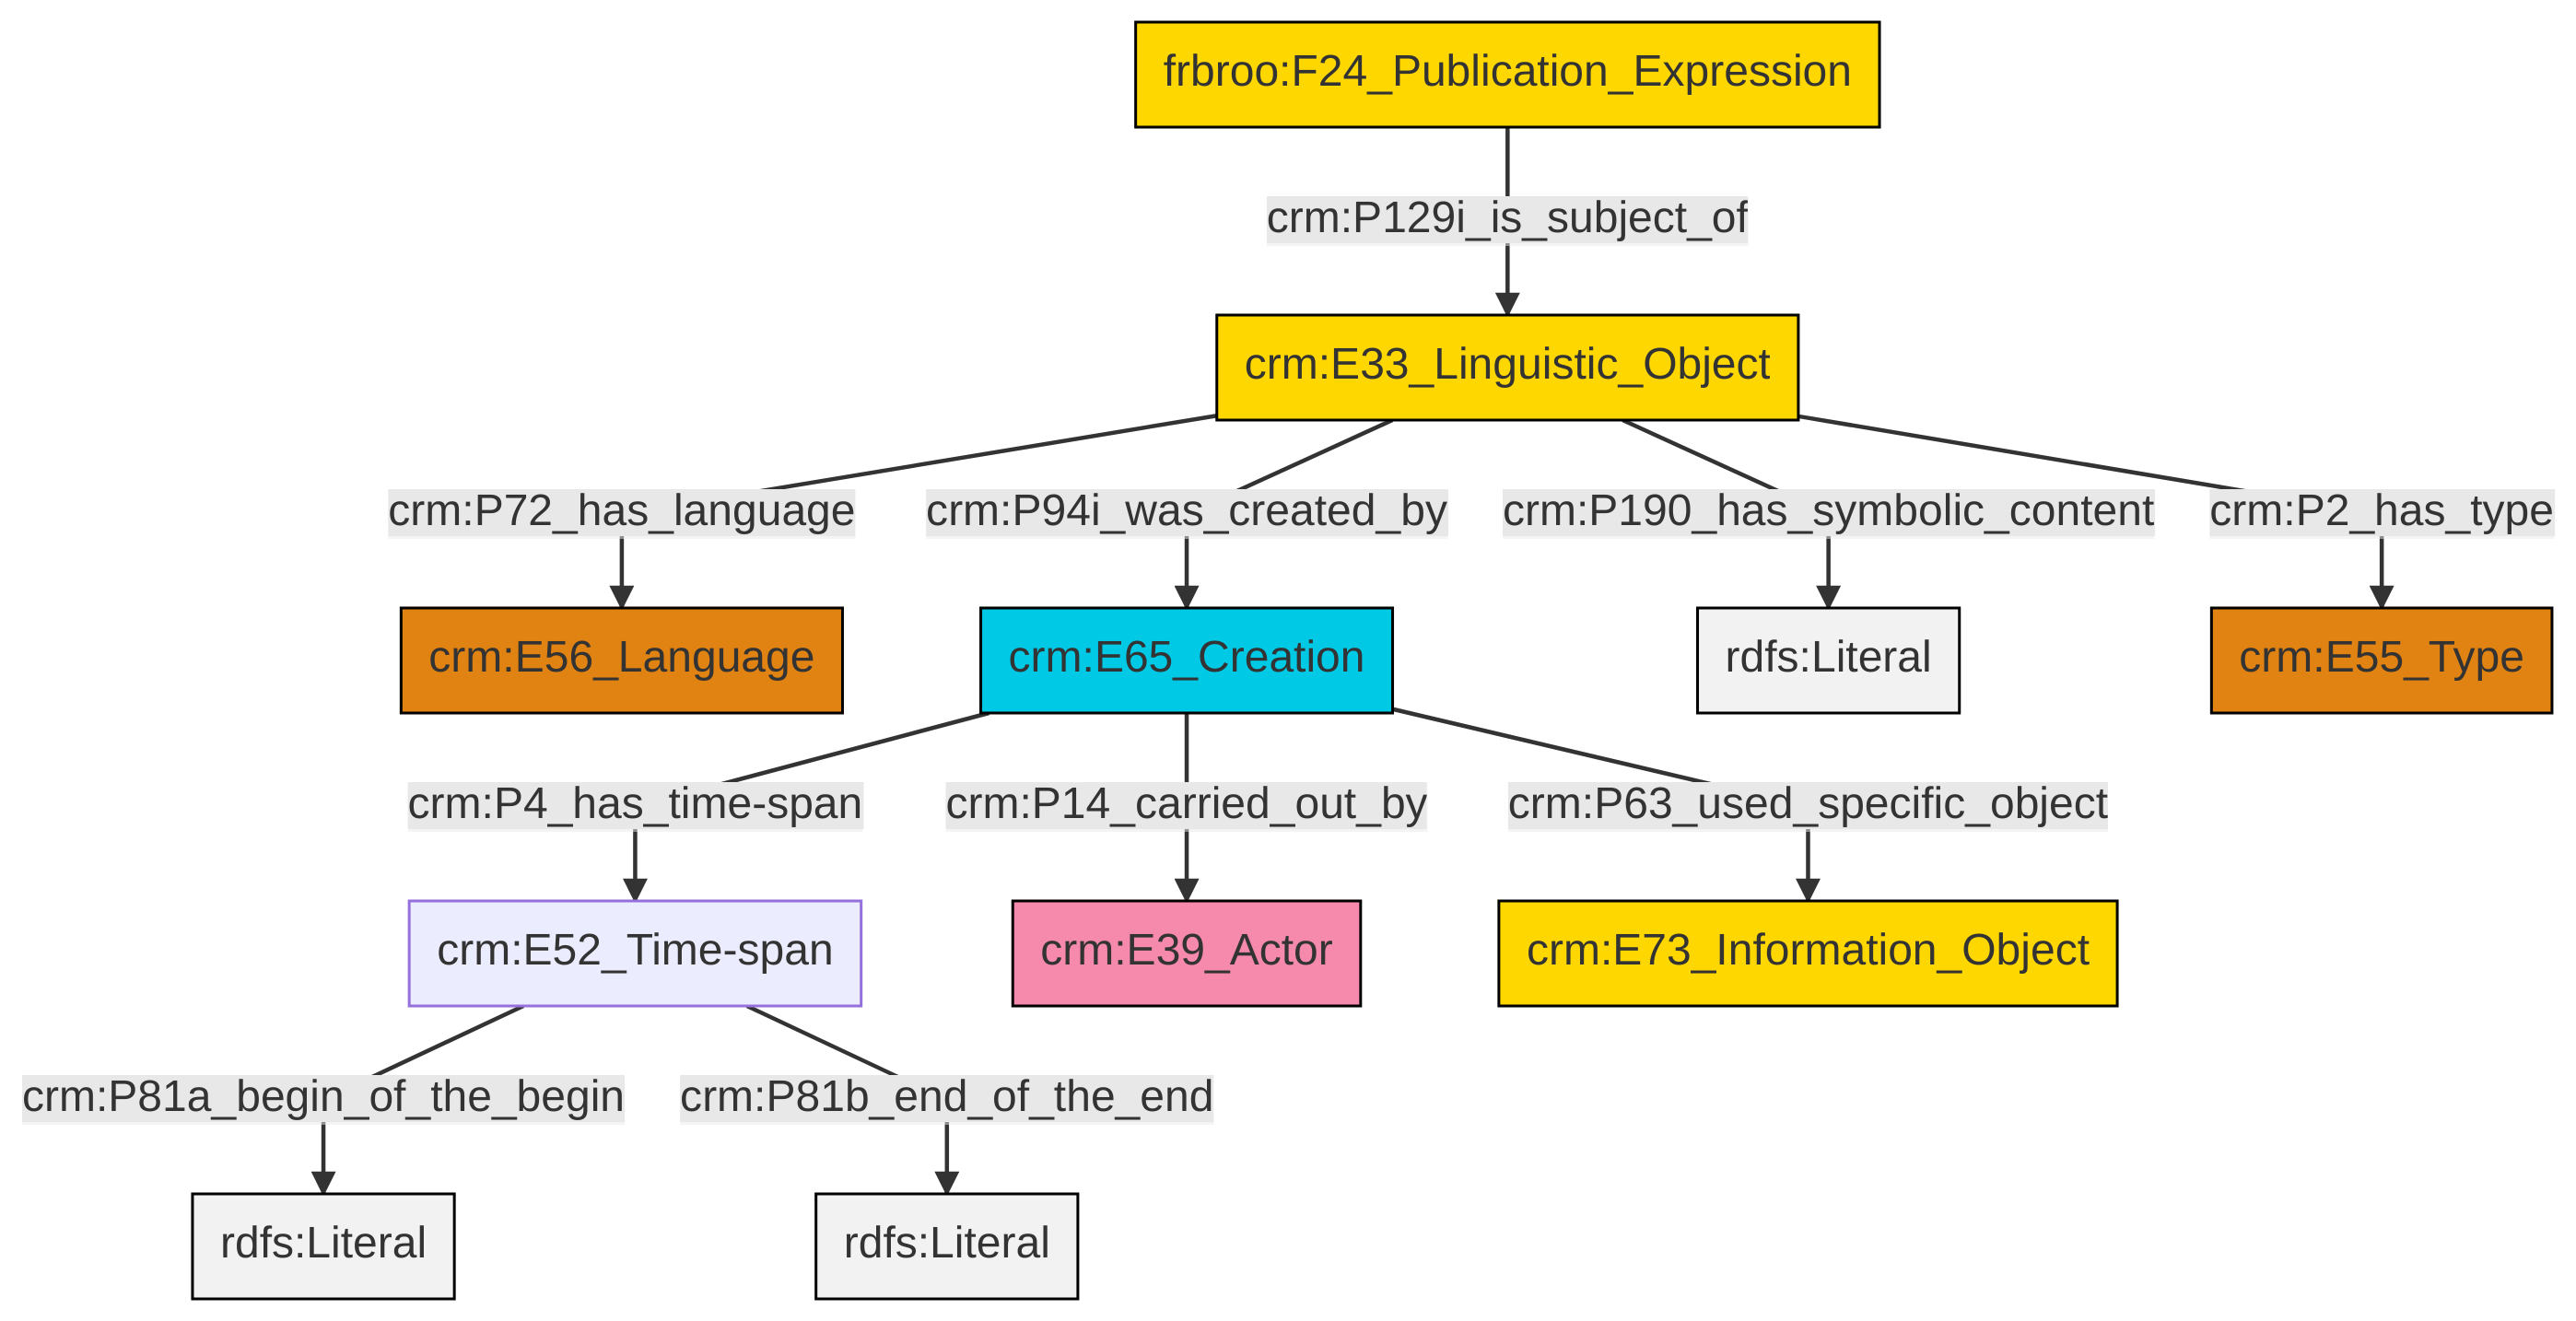 frbroo:F24_Publication_Expression
crm:P129i_is_subject_of
crm:E33_Linguistic_Object
crm:P72_has_language
crm:P94i_was_created_by
crm:P190_has_symbolic_content
crm:P2_has_type
crm:E56_Language
crm:E65_Creation
rdfs:Literal
crm:E55_Type
crm:P4_has_time-span
crm:P14_carried_out_by
crm:P63_used_specific_object
crm:E52_Time-span
crm:E39_Actor
crm:E73_Information_Object
crm:P81a_begin_of_the_begin
crm:P81b_end_of_the_end
rdfs:Literal
rdfs:Literal